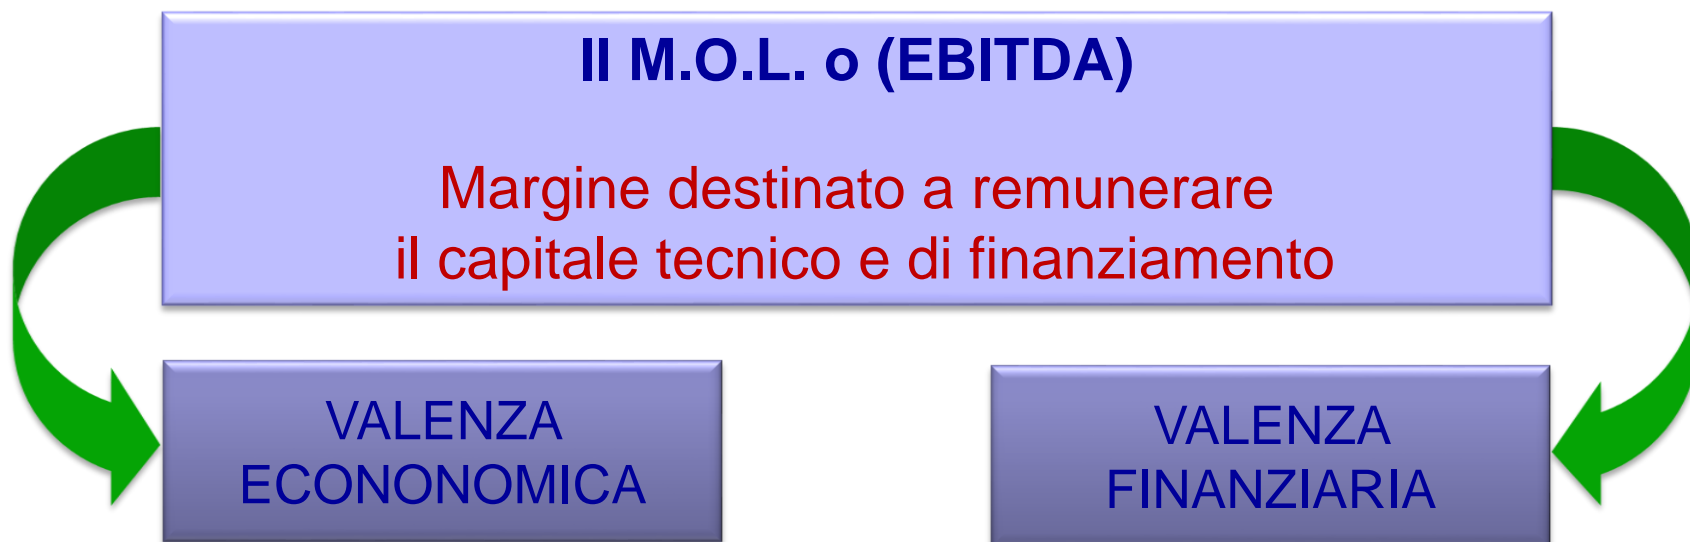 Il M.O.L. o (EBITDA)
Margine destinato a remunerare
il capitale tecnico e di finanziamento
VALENZA
ECONONOMICA
VALENZA
FINANZIARIA